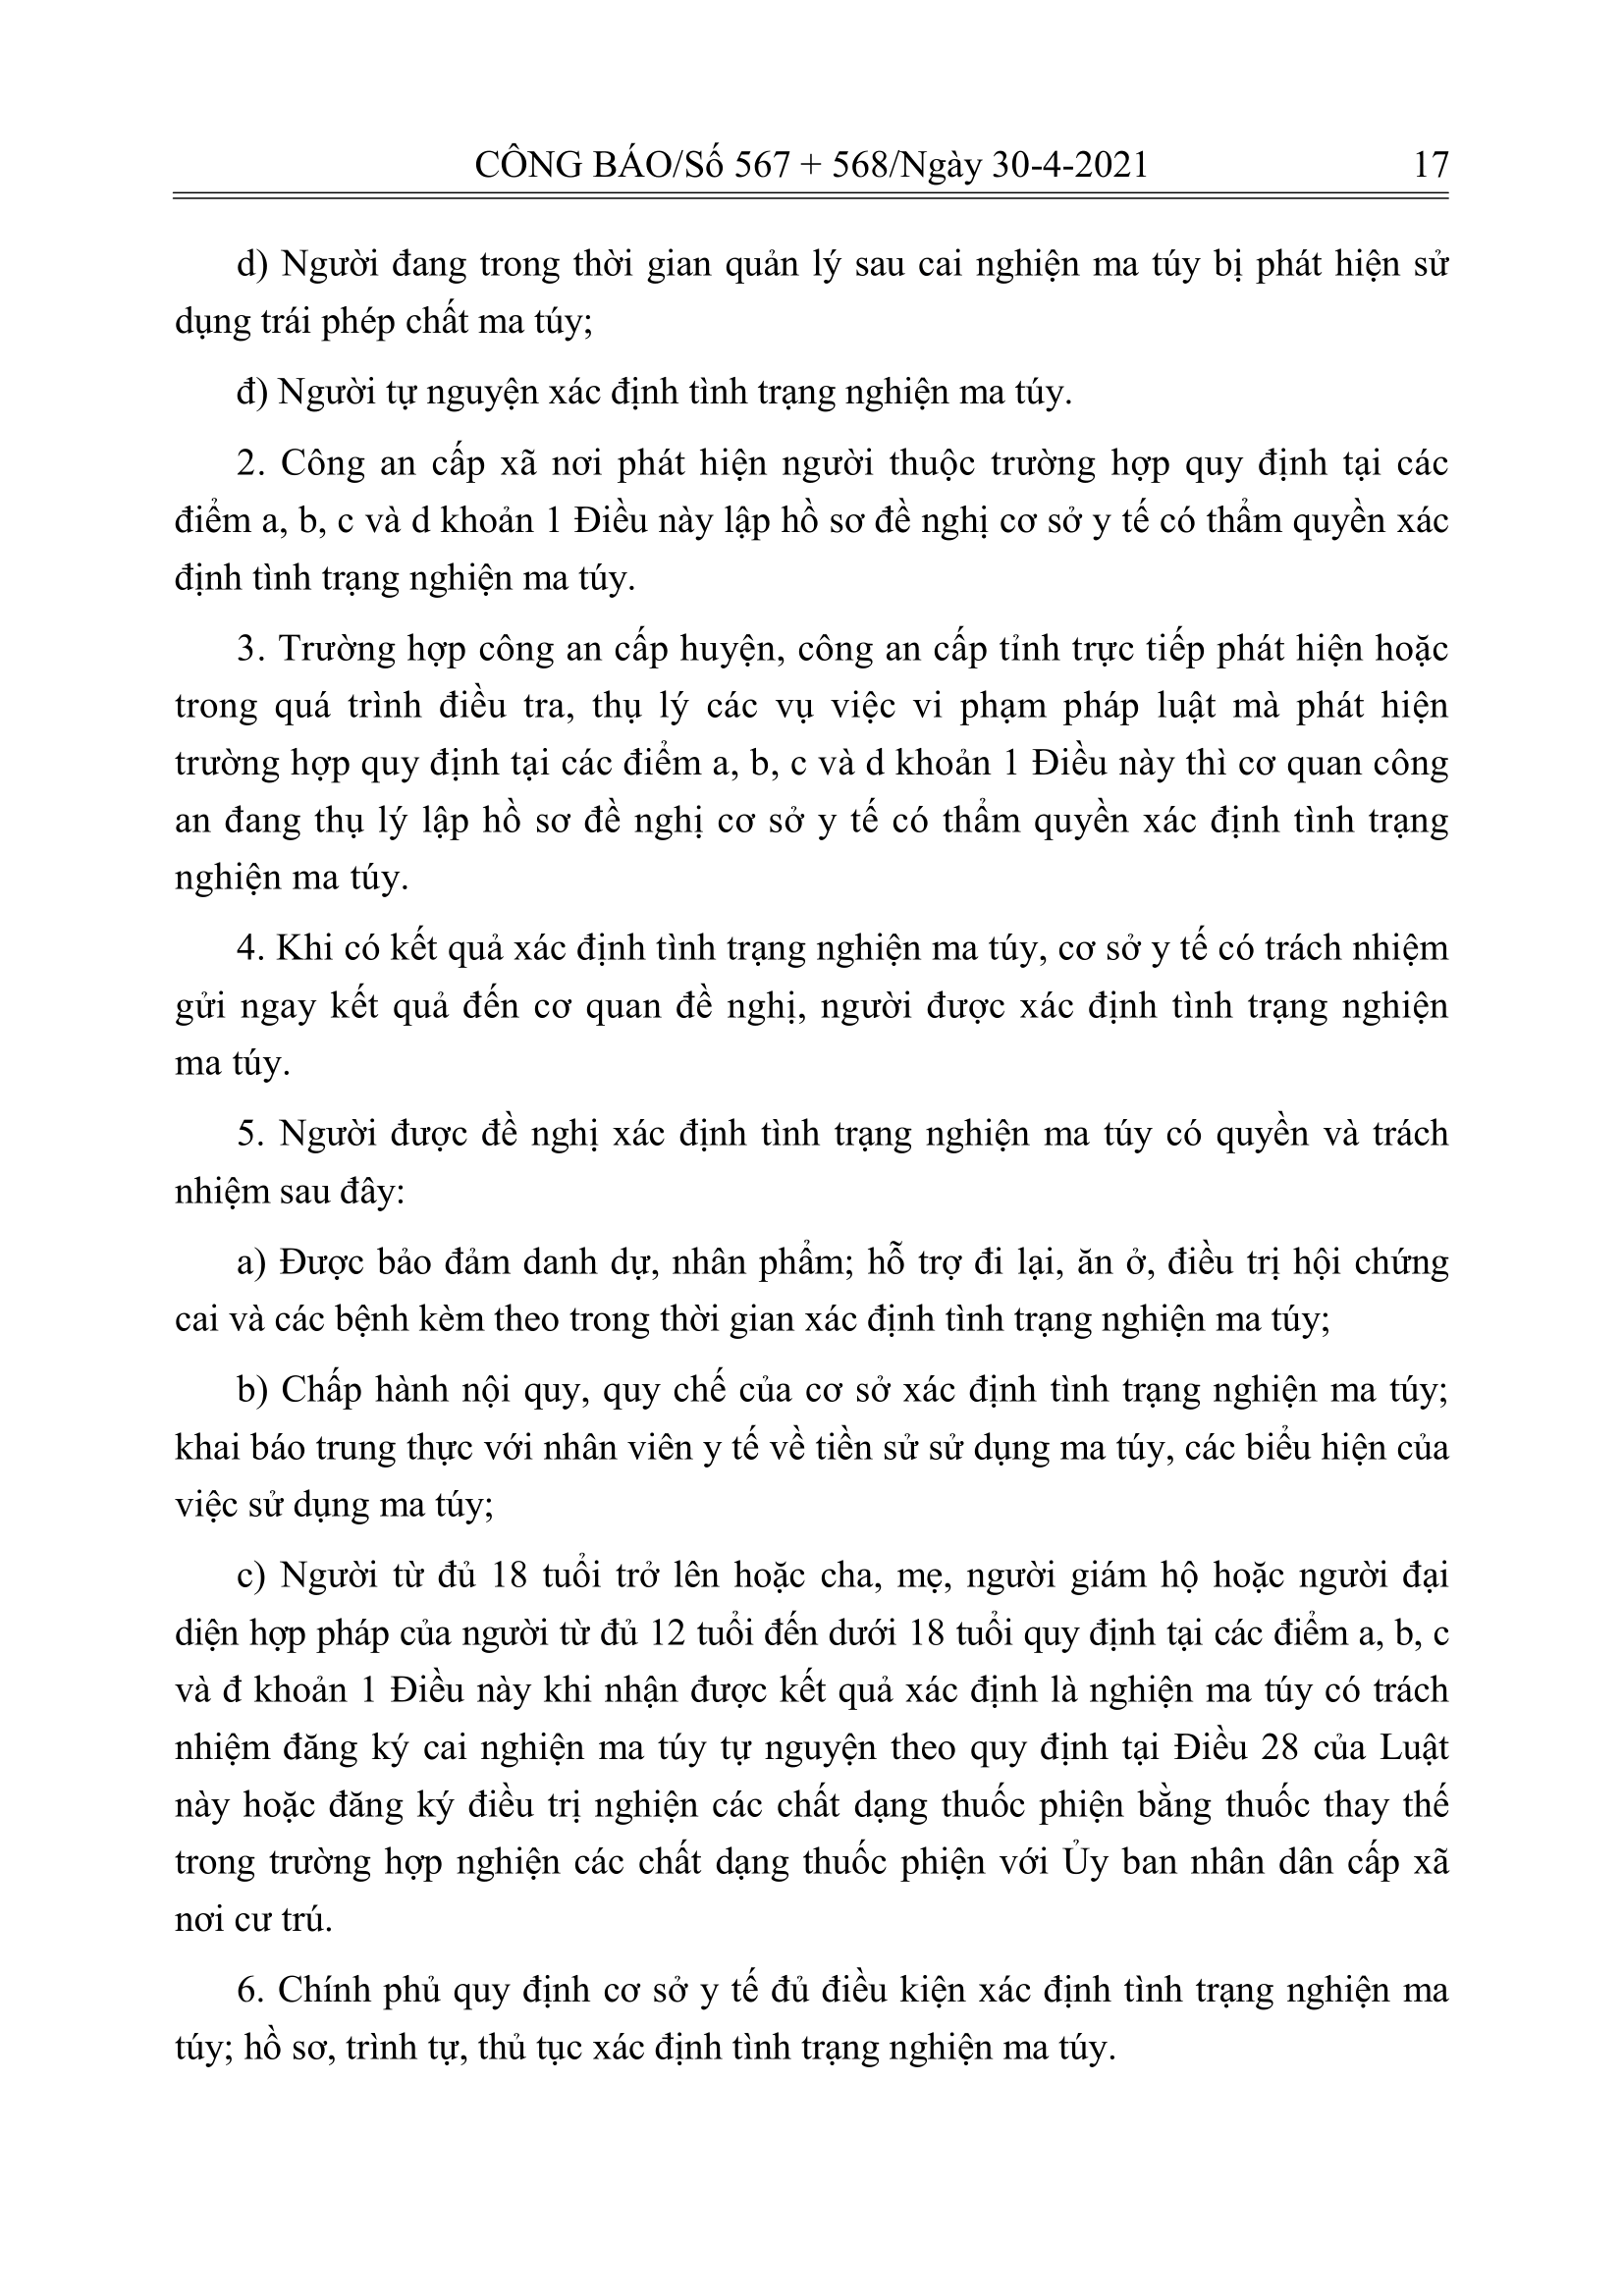 CÔNG BÁO/Số 567 + 568/Ngày 30-4-2021 17
d) Người đang trong thời gian quản lý sau cai nghiện ma túy bị phát hiện sử
dụng trái phép chất ma túy;
đ) Người tự nguyện xác định tình trạng nghiện ma túy.
2. Công an cấp xã nơi phát hiện người thuộc trường hợp quy định tại các
điểm a, b, c và d khoản 1 Điều này lập hồ sơ đề nghị cơ sở y tế có thẩm quyền xác
định tình trạng nghiện ma túy.
3. Trường hợp công an cấp huyện, công an cấp tỉnh trực tiếp phát hiện hoặc
trong quá trình điều tra, thụ lý các vụ việc vi phạm pháp luật mà phát hiện
trường hợp quy định tại các điểm a, b, c và d khoản 1 Điều này thì cơ quan công
an đang thụ lý lập hồ sơ đề nghị cơ sở y tế có thẩm quyền xác định tình trạng
nghiện ma túy.
4. Khi có kết quả xác định tình trạng nghiện ma túy, cơ sở y tế có trách nhiệm
gửi ngay kết quả đến cơ quan đề nghị, người được xác định tình trạng nghiện
ma túy.
5. Người được đề nghị xác định tình trạng nghiện ma túy có quyền và trách
nhiệm sau đây:
a) Được bảo đảm danh dự, nhân phẩm; hỗ trợ đi lại, ăn ở, điều trị hội chứng
cai và các bệnh kèm theo trong thời gian xác định tình trạng nghiện ma túy;
b) Chấp hành nội quy, quy chế của cơ sở xác định tình trạng nghiện ma túy;
khai báo trung thực với nhân viên y tế về tiền sử sử dụng ma túy, các biểu hiện của
việc sử dụng ma túy;
c) Người từ đủ 18 tuổi trở lên hoặc cha, mẹ, người giám hộ hoặc người đại
diện hợp pháp của người từ đủ 12 tuổi đến dưới 18 tuổi quy định tại các điểm a, b, c
và đ khoản 1 Điều này khi nhận được kết quả xác định là nghiện ma túy có trách
nhiệm đăng ký cai nghiện ma túy tự nguyện theo quy định tại Điều 28 của Luật
này hoặc đăng ký điều trị nghiện các chất dạng thuốc phiện bằng thuốc thay thế
trong trường hợp nghiện các chất dạng thuốc phiện với Ủy ban nhân dân cấp xã
nơi cư trú.
6. Chính phủ quy định cơ sở y tế đủ điều kiện xác định tình trạng nghiện ma
túy; hồ sơ, trình tự, thủ tục xác định tình trạng nghiện ma túy.